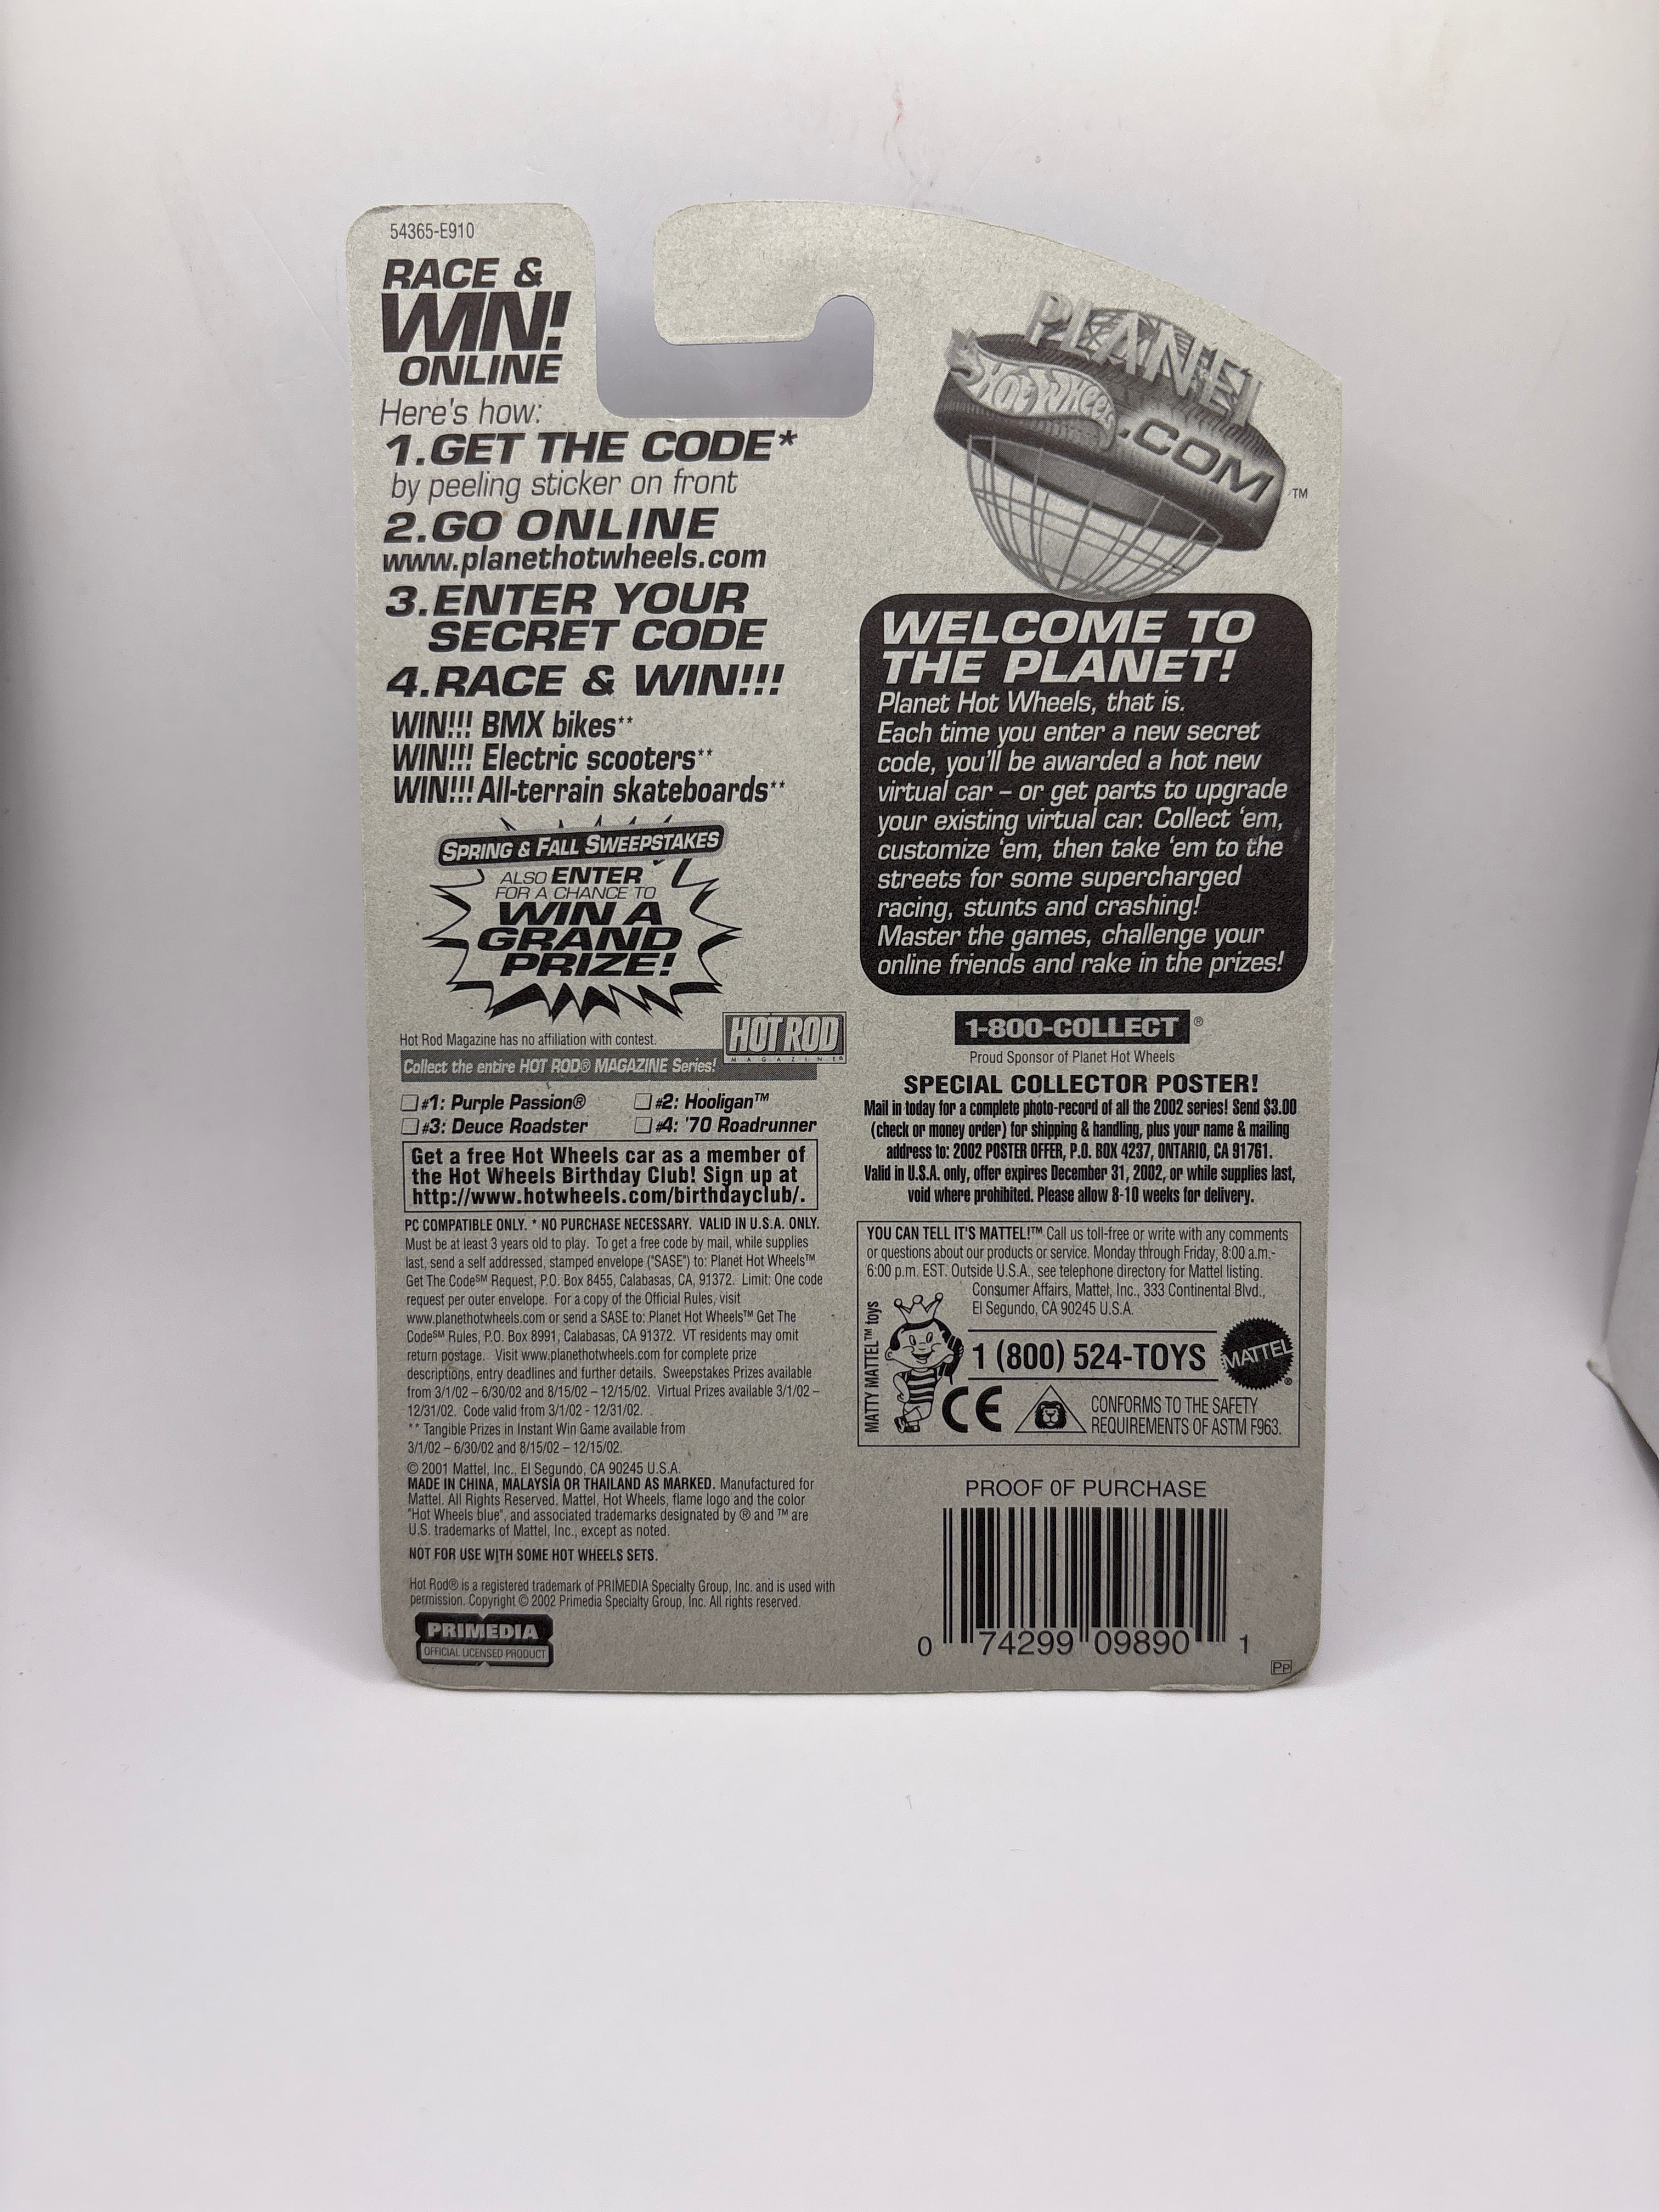 54365-E910
RACE &
WIN!
ONLINE
Here's how:
1.GET THE CODE*
by peeling sticker on front
2.GO ONLINE
www.planethotwheels.com
3.ENTER YOUR
SECRET CODE
4.RACE & WIN!!!
WIN!!! BMX bikes**
WIN!!! Electric scooters**
WIN!!! All-terrain skateboards**
SPRING & FALL SWEEPSTAKES
ALSO ENTER
FOR A CHANCE TO
WIN A
GRAND
PRIZE!
Hot Rod Magazine has no affiliation with contest.
HOT ROD
MAGAZINE®
Collect the entire HOT ROD® MAGAZINE Series!
#1: Purple Passion® #2: Hooligan™
#3: Deuce Roadster #4: '70 Roadrunner
Get a free Hot Wheels car as a member of
the Hot Wheels Birthday Club! Sign up at
http://www.hotwheels.com/birthdayclub/.
PC COMPATIBLE ONLY. * NO PURCHASE NECESSARY. VALID IN U.S.A. ONLY.
Must be at least 3 years old to play. To get a free code by mail, while supplies
last, send a self addressed, stamped envelope ("SASE") to: Planet Hot Wheels™
Get The Code℠ Request, P.O. Box 8455, Calabasas, CA, 91372. Limit: One code
request per outer envelope. For a copy of the Official Rules, visit
www.planethotwheels.com or send a SASE to: Planet Hot Wheels™ Get The
Code℠ Rules, P.O. Box 8991, Calabasas, CA 91372. VT residents may omit
return postage. Visit www.planethotwheels.com for complete prize
descriptions, entry deadlines and further details. Sweepstakes Prizes available
from 3/1/02 - 6/30/02 and 8/15/02 – 12/15/02. Virtual Prizes available 3/1/02 –
12/31/02. Code valid from 3/1/02 - 12/31/02.
** Tangible Prizes in Instant Win Game available from
3/1/02 – 6/30/02 and 8/15/02 – 12/15/02.
© 2001 Mattel, Inc., El Segundo, CA 90245 U.S.A.
MADE IN CHINA, MALAYSIA OR THAILAND AS MARKED. Manufactured for
Mattel. All Rights Reserved. Mattel, Hot Wheels, flame logo and the color
"Hot Wheels blue", and associated trademarks designated by ® and ™ are
U.S. trademarks of Mattel, Inc., except as noted.
NOT FOR USE WITH SOME HOT WHEELS SETS.
Hot Rod® is a registered trademark of PRIMEDIA Specialty Group, Inc. and is used with
permission. Copyright © 2002 Primedia Specialty Group, Inc. All rights reserved.
PRIMEDIA
OFFICIAL LICENSED PRODUCT
PLANET
Hot Wheels
.COM
™
WELCOME TO
THE PLANET!
Planet Hot Wheels, that is.
Each time you enter a new secret
code, you'll be awarded a hot new
virtual car – or get parts to upgrade
your existing virtual car. Collect 'em,
customize 'em, then take 'em to the
streets for some supercharged
racing, stunts and crashing!
Master the games, challenge your
online friends and rake in the prizes!
1-800-COLLECT®
Proud Sponsor of Planet Hot Wheels
SPECIAL COLLECTOR POSTER!
Mail in today for a complete photo-record of all the 2002 series! Send $3.00
(check or money order) for shipping & handling, plus your name & mailing
address to: 2002 POSTER OFFER, P.O. BOX 4237, ONTARIO, CA 91761.
Valid in U.S.A. only, offer expires December 31, 2002, or while supplies last,
void where prohibited. Please allow 8-10 weeks for delivery.
YOU CAN TELL IT'S MATTEL!™ Call us toll-free or write with any comments
or questions about our products or service. Monday through Friday, 8:00 a.m.-
6:00 p.m. EST. Outside U.S.A., see telephone directory for Mattel listing.
Consumer Affairs, Mattel, Inc., 333 Continental Blvd.,
El Segundo, CA 90245 U.S.A.
MATTY MATTEL™ toys
1 (800) 524-TOYS
MATTEL®
CE
CONFORMS TO THE SAFETY
REQUIREMENTS OF ASTM F963.
PROOF OF PURCHASE
0 74299 09890 1
PP